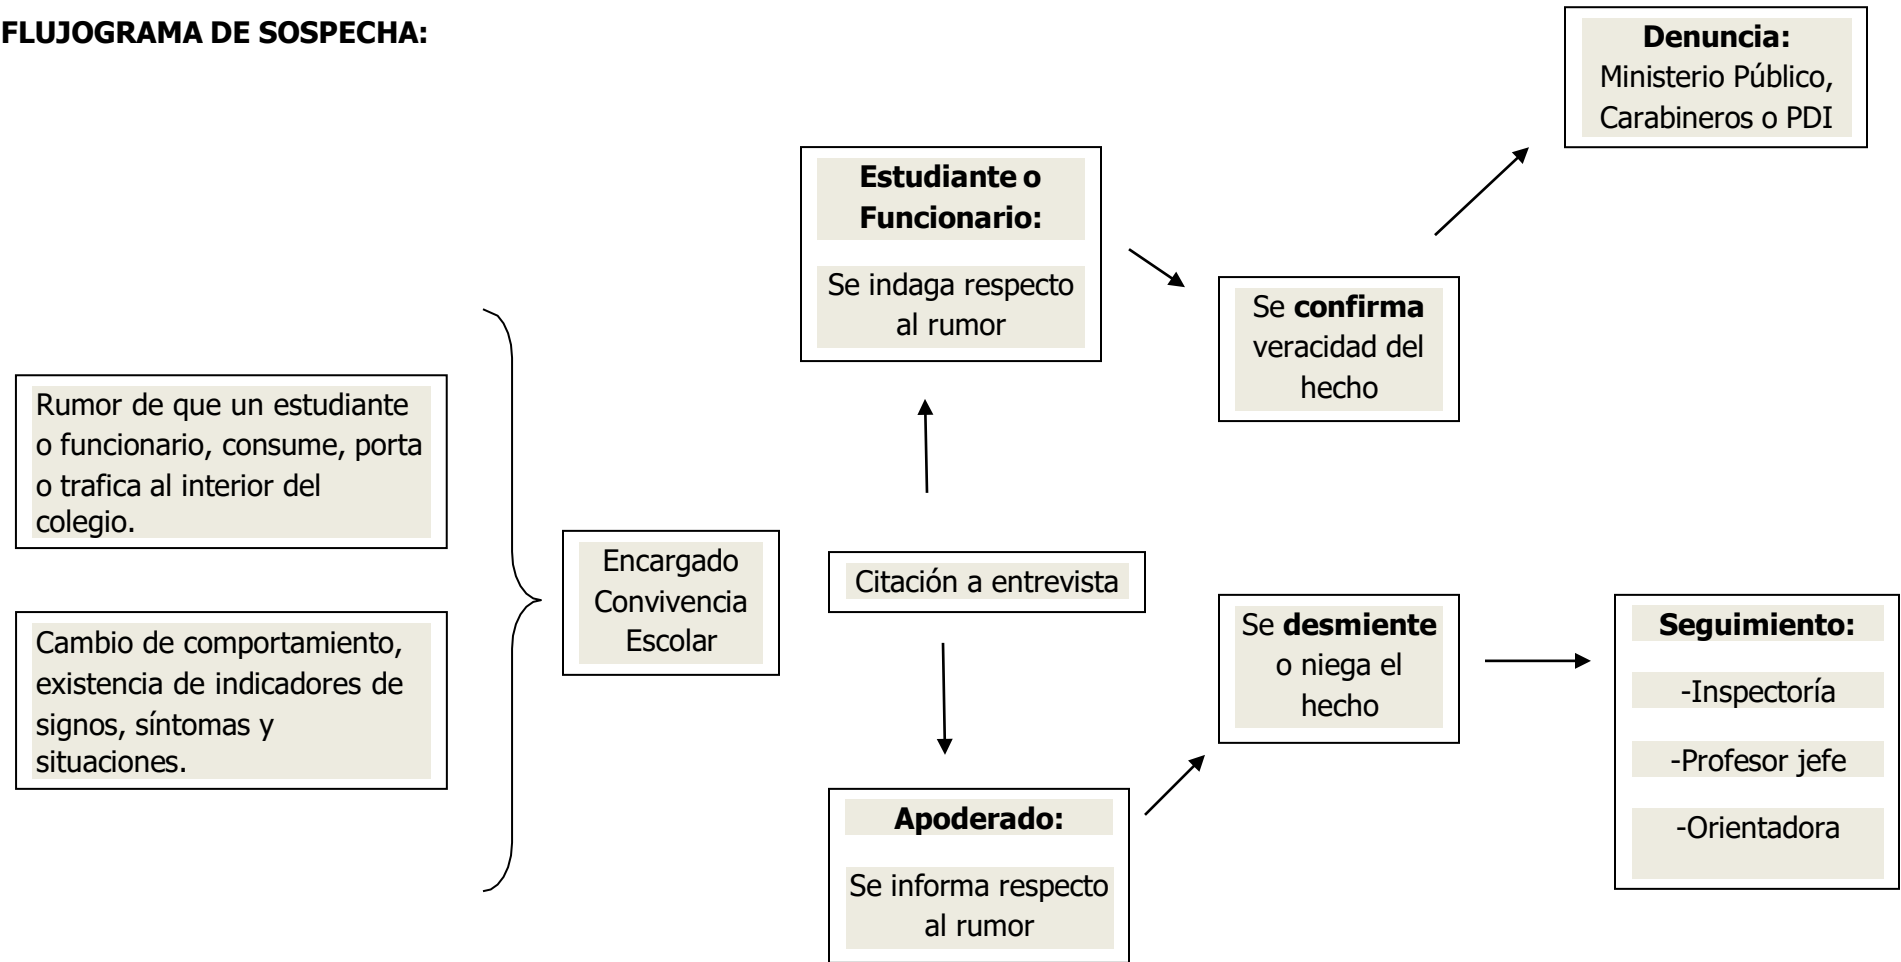 FLUJOGRAMA DE SOSPECHA:
Rumor de que un estudiante
o funcionario, consume, porta
o trafica al interior del
colegio.
Cambio de comportamiento,
existencia de indicadores de
signos, síntomas y
situaciones.
Encargado
Convivencia
Escolar
Citación a entrevista
Estudiante o
Funcionario:
Se indaga respecto
al rumor
Apoderado:
Se informa respecto
al rumor
Se confirma
veracidad del
hecho
Se desmiente
o niega el
hecho
Denuncia:
Ministerio Público,
Carabineros o PDI
Seguimiento:
-Inspectoría
-Profesor jefe
-Orientadora